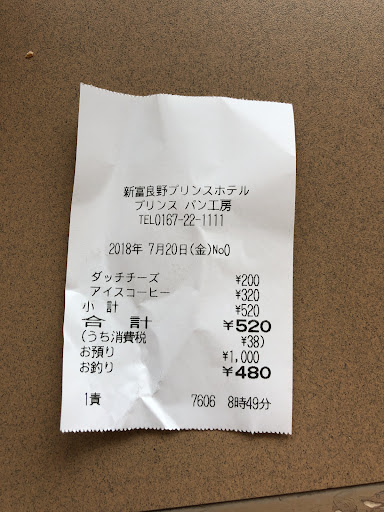 新富良野プリンスホテル
プリンス パン工房
TEL0167-22-1111
2018年 7月20日(金)No0
ダッチチーズ ¥200
アイスコーヒー ¥320
小 計 ¥520
合 計 ¥520
(うち消費税 ¥38)
お預り ¥1,000
お釣り ¥480
1責 7606 8時49分